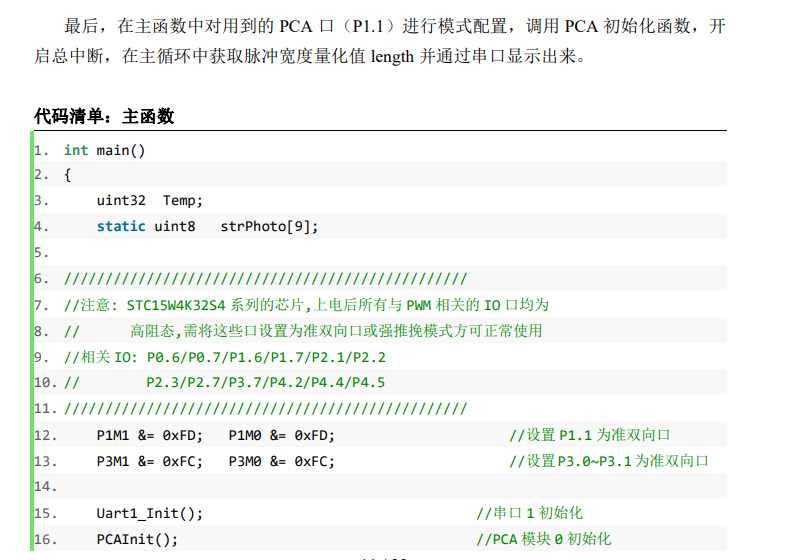 最后，在主函数中对用到的 PCA 口（P1.1）进行模式配置，调用 PCA 初始化函数，开
启总中断，在主循环中获取脉冲宽度量化值 length 并通过串口显示出来。
代码清单：主函数
1. int main()
2. {
3. uint32 Temp;
4. static uint8 strPhoto[9];
5.
6. /////////////////////////////////////////////////
7. //注意: STC15W4K32S4 系列的芯片,上电后所有与 PWM 相关的 IO 口均为
8. // 高阻态,需将这些口设置为准双向口或强推挽模式方可正常使用
9. //相关 IO: P0.6/P0.7/P1.6/P1.7/P2.1/P2.2
10. // P2.3/P2.7/P3.7/P4.2/P4.4/P4.5
11. /////////////////////////////////////////////////
12. P1M1 &= 0xFD; P1M0 &= 0xFD; //设置 P1.1 为准双向口
13. P3M1 &= 0xFC; P3M0 &= 0xFC; //设置 P3.0~P3.1 为准双向口
14.
15. Uart1_Init(); //串口 1 初始化
16. PCAInit(); //PCA 模块 0 初始化